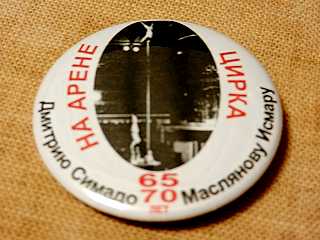 НА АРЕНЕ ЦИРКА
Дмитрию Симадо
65
70
ЛЕТ
Маслянову Исмару